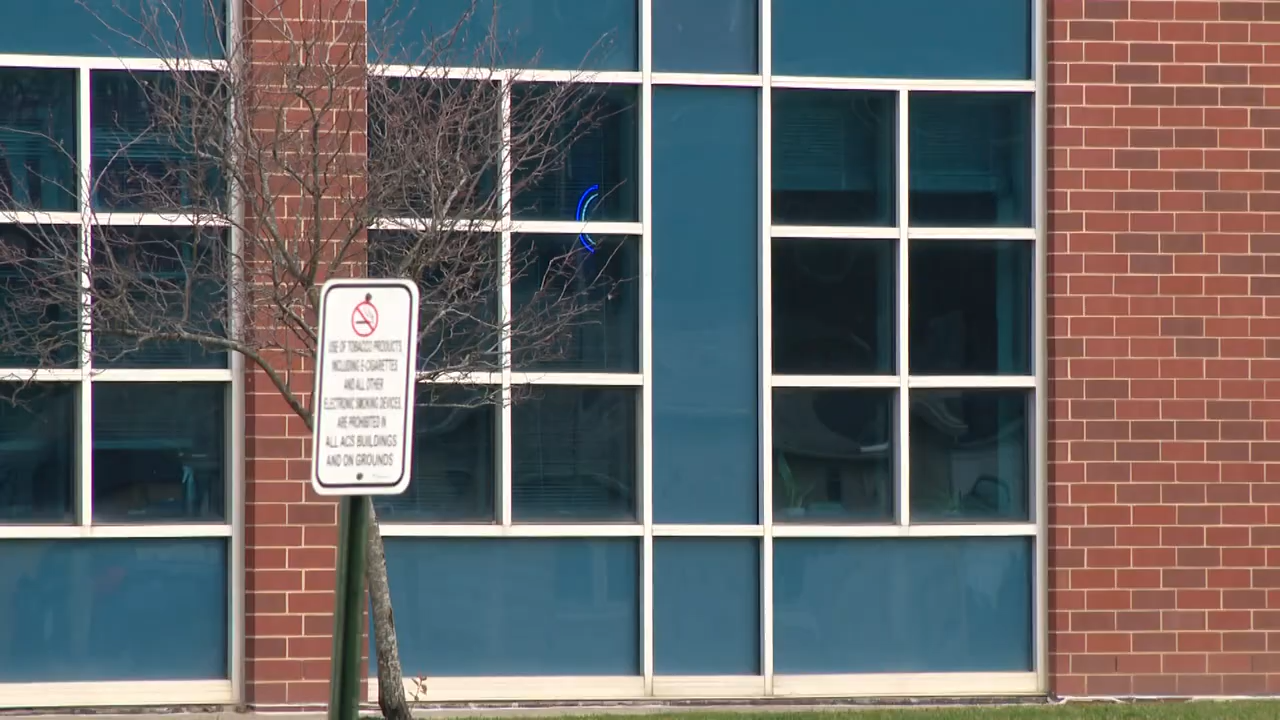 USE OF TOBACCO PRODUCTS
INCLUDING E-CIGARETTES
AND ALL OTHER
ELECTRONIC SMOKING DEVICES
ARE PROHIBITED IN
ALL ACS BUILDINGS
AND ON GROUNDS